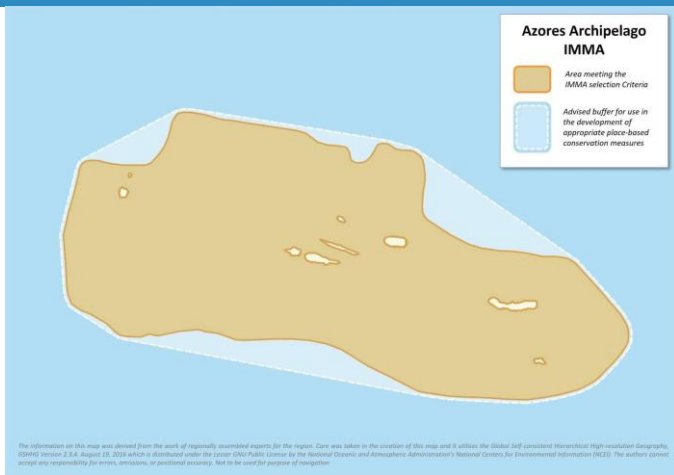 Azores Archipelago
IMMA
Area meeting the
IMMA selection Criteria
Advised buffer for use in
the development of
appropriate place-based
conservation measures
The information on this map was derived from the work of regionally assembled experts for the region. Care was taken in the creation of this map and it utilises the Global Self-consistent Hierarchical High-resolution Geography,
GSHHG Version 2.3.6. August 19, 2016 which is distributed under the Lesser GNU Public License by the National Oceanic and Atmospheric Administration's National Centers for Environmental Information (NCEI). The authors cannot
accept any responsibility for errors, omissions, or positional accuracy. Not to be used for purpose of navigation